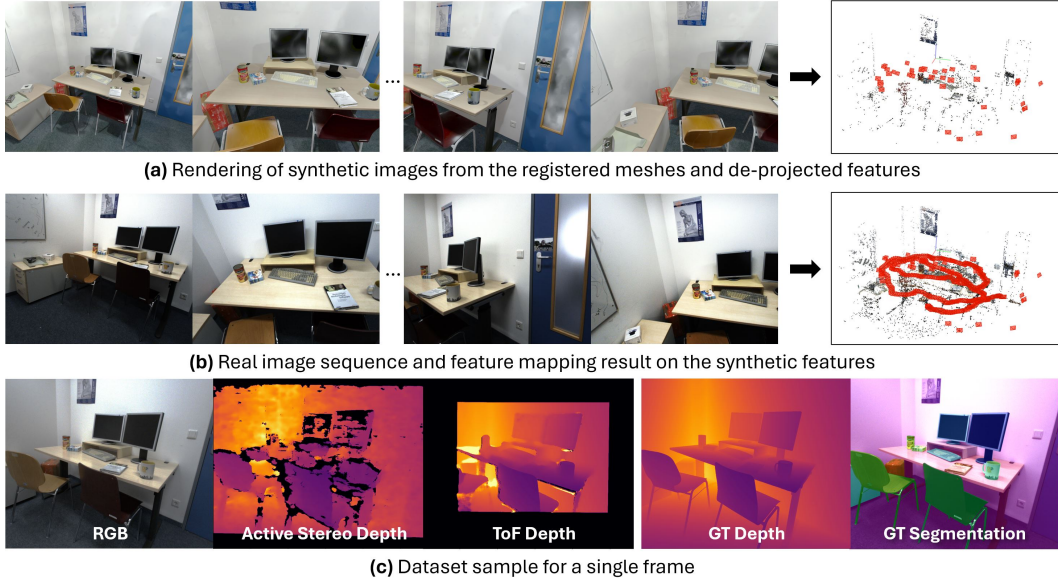 ...
(a) Rendering of synthetic images from the registered meshes and de-projected features
...
(b) Real image sequence and feature mapping result on the synthetic features
RGB
Active Stereo Depth
ToF Depth
GT Depth
GT Segmentation
(c) Dataset sample for a single frame